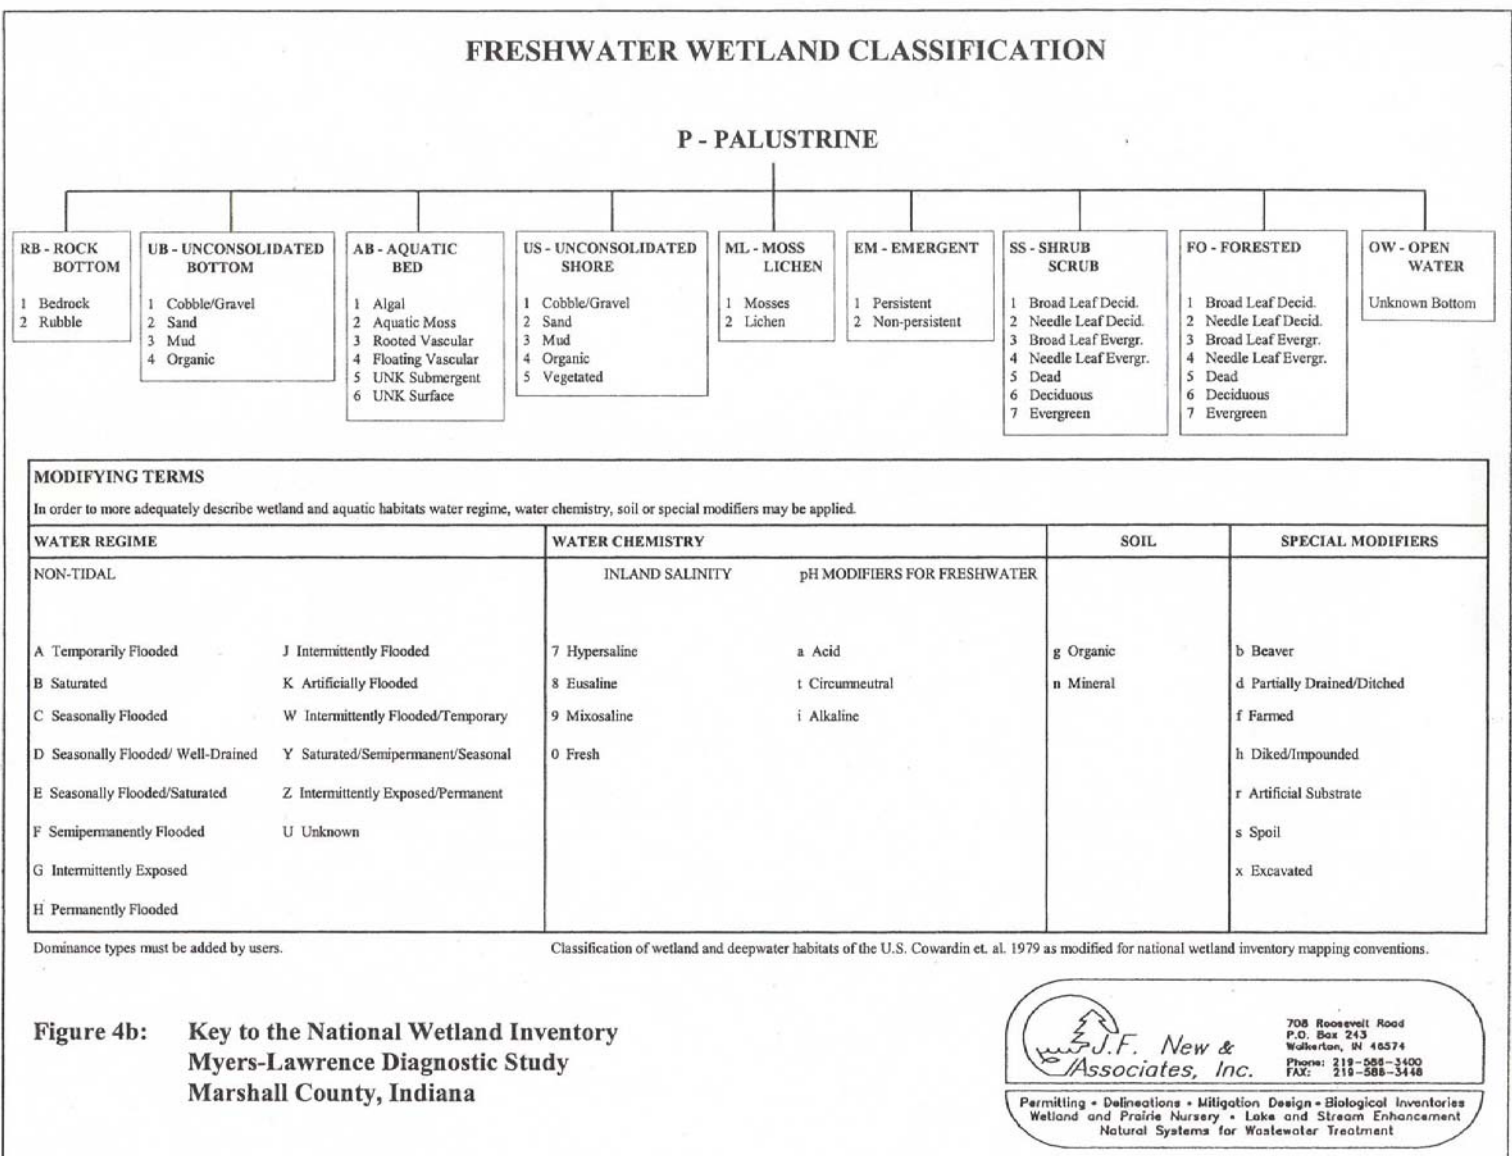 FRESHWATER WETLAND CLASSIFICATION
P - PALUSTRINE
RB - ROCK
BOTTOM
1 Bedrock
2 Rubble
UB - UNCONSOLIDATED
BOTTOM
1 Cobble/Gravel
2 Sand
3 Mud
4 Organic
AB - AQUATIC
BED
1 Algal
2 Aquatic Moss
3 Rooted Vascular
4 Floating Vascular
5 UNK Submergent
6 UNK Surface
US - UNCONSOLIDATED
SHORE
1 Cobble/Gravel
2 Sand
3 Mud
4 Organic
5 Vegetated
ML - MOSS
LICHEN
1 Mosses
2 Lichen
EM - EMERGENT
1 Persistent
2 Non-persistent
SS - SHRUB
SCRUB
1 Broad Leaf Decid.
2 Needle Leaf Decid.
3 Broad Leaf Evergr.
4 Needle Leaf Evergr.
5 Dead
6 Deciduous
7 Evergreen
FO - FORESTED
1 Broad Leaf Decid.
2 Needle Leaf Decid.
3 Broad Leaf Evergr.
4 Needle Leaf Evergr.
5 Dead
6 Deciduous
7 Evergreen
OW - OPEN
WATER
Unknown Bottom
MODIFYING TERMS
In order to more adequately describe wetland and aquatic habitats water regime, water chemistry, soil or special modifiers may be applied.
WATER REGIME
NON-TIDAL
A Temporarily Flooded
B Saturated
C Seasonally Flooded
D Seasonally Flooded/ Well-Drained
E Seasonally Flooded/Saturated
F Semipermanently Flooded
G Intermittently Exposed
H Permanently Flooded
J Intermittently Flooded
K Artificially Flooded
W Intermittently Flooded/Temporary
Y Saturated/Semipermanent/Seasonal
Z Intermittently Exposed/Permanent
U Unknown
WATER CHEMISTRY
INLAND SALINITY
7 Hypersaline
8 Eusaline
9 Mixosaline
0 Fresh
pH MODIFIERS FOR FRESHWATER
a Acid
t Circumneutral
i Alkaline
SOIL
g Organic
n Mineral
SPECIAL MODIFIERS
b Beaver
d Partially Drained/Ditched
f Farmed
h Diked/Impounded
r Artificial Substrate
s Spoil
x Excavated
Dominance types must be added by users.
Classification of wetland and deepwater habitats of the U.S. Cowardin et. al. 1979 as modified for national wetland inventory mapping conventions.
Figure 4b: Key to the National Wetland Inventory
Myers-Lawrence Diagnostic Study
Marshall County, Indiana
J.F. New &
Associates, Inc.
708 Roosevelt Road
P.O. Box 243
Walkerton, IN 46574
Phone: 219-586-3400
FAX: 219-586-3446
Permitting • Delineations • Mitigation Design • Biological Inventories
Wetland and Prairie Nursery • Lake and Stream Enhancement
Natural Systems for Wastewater Treatment